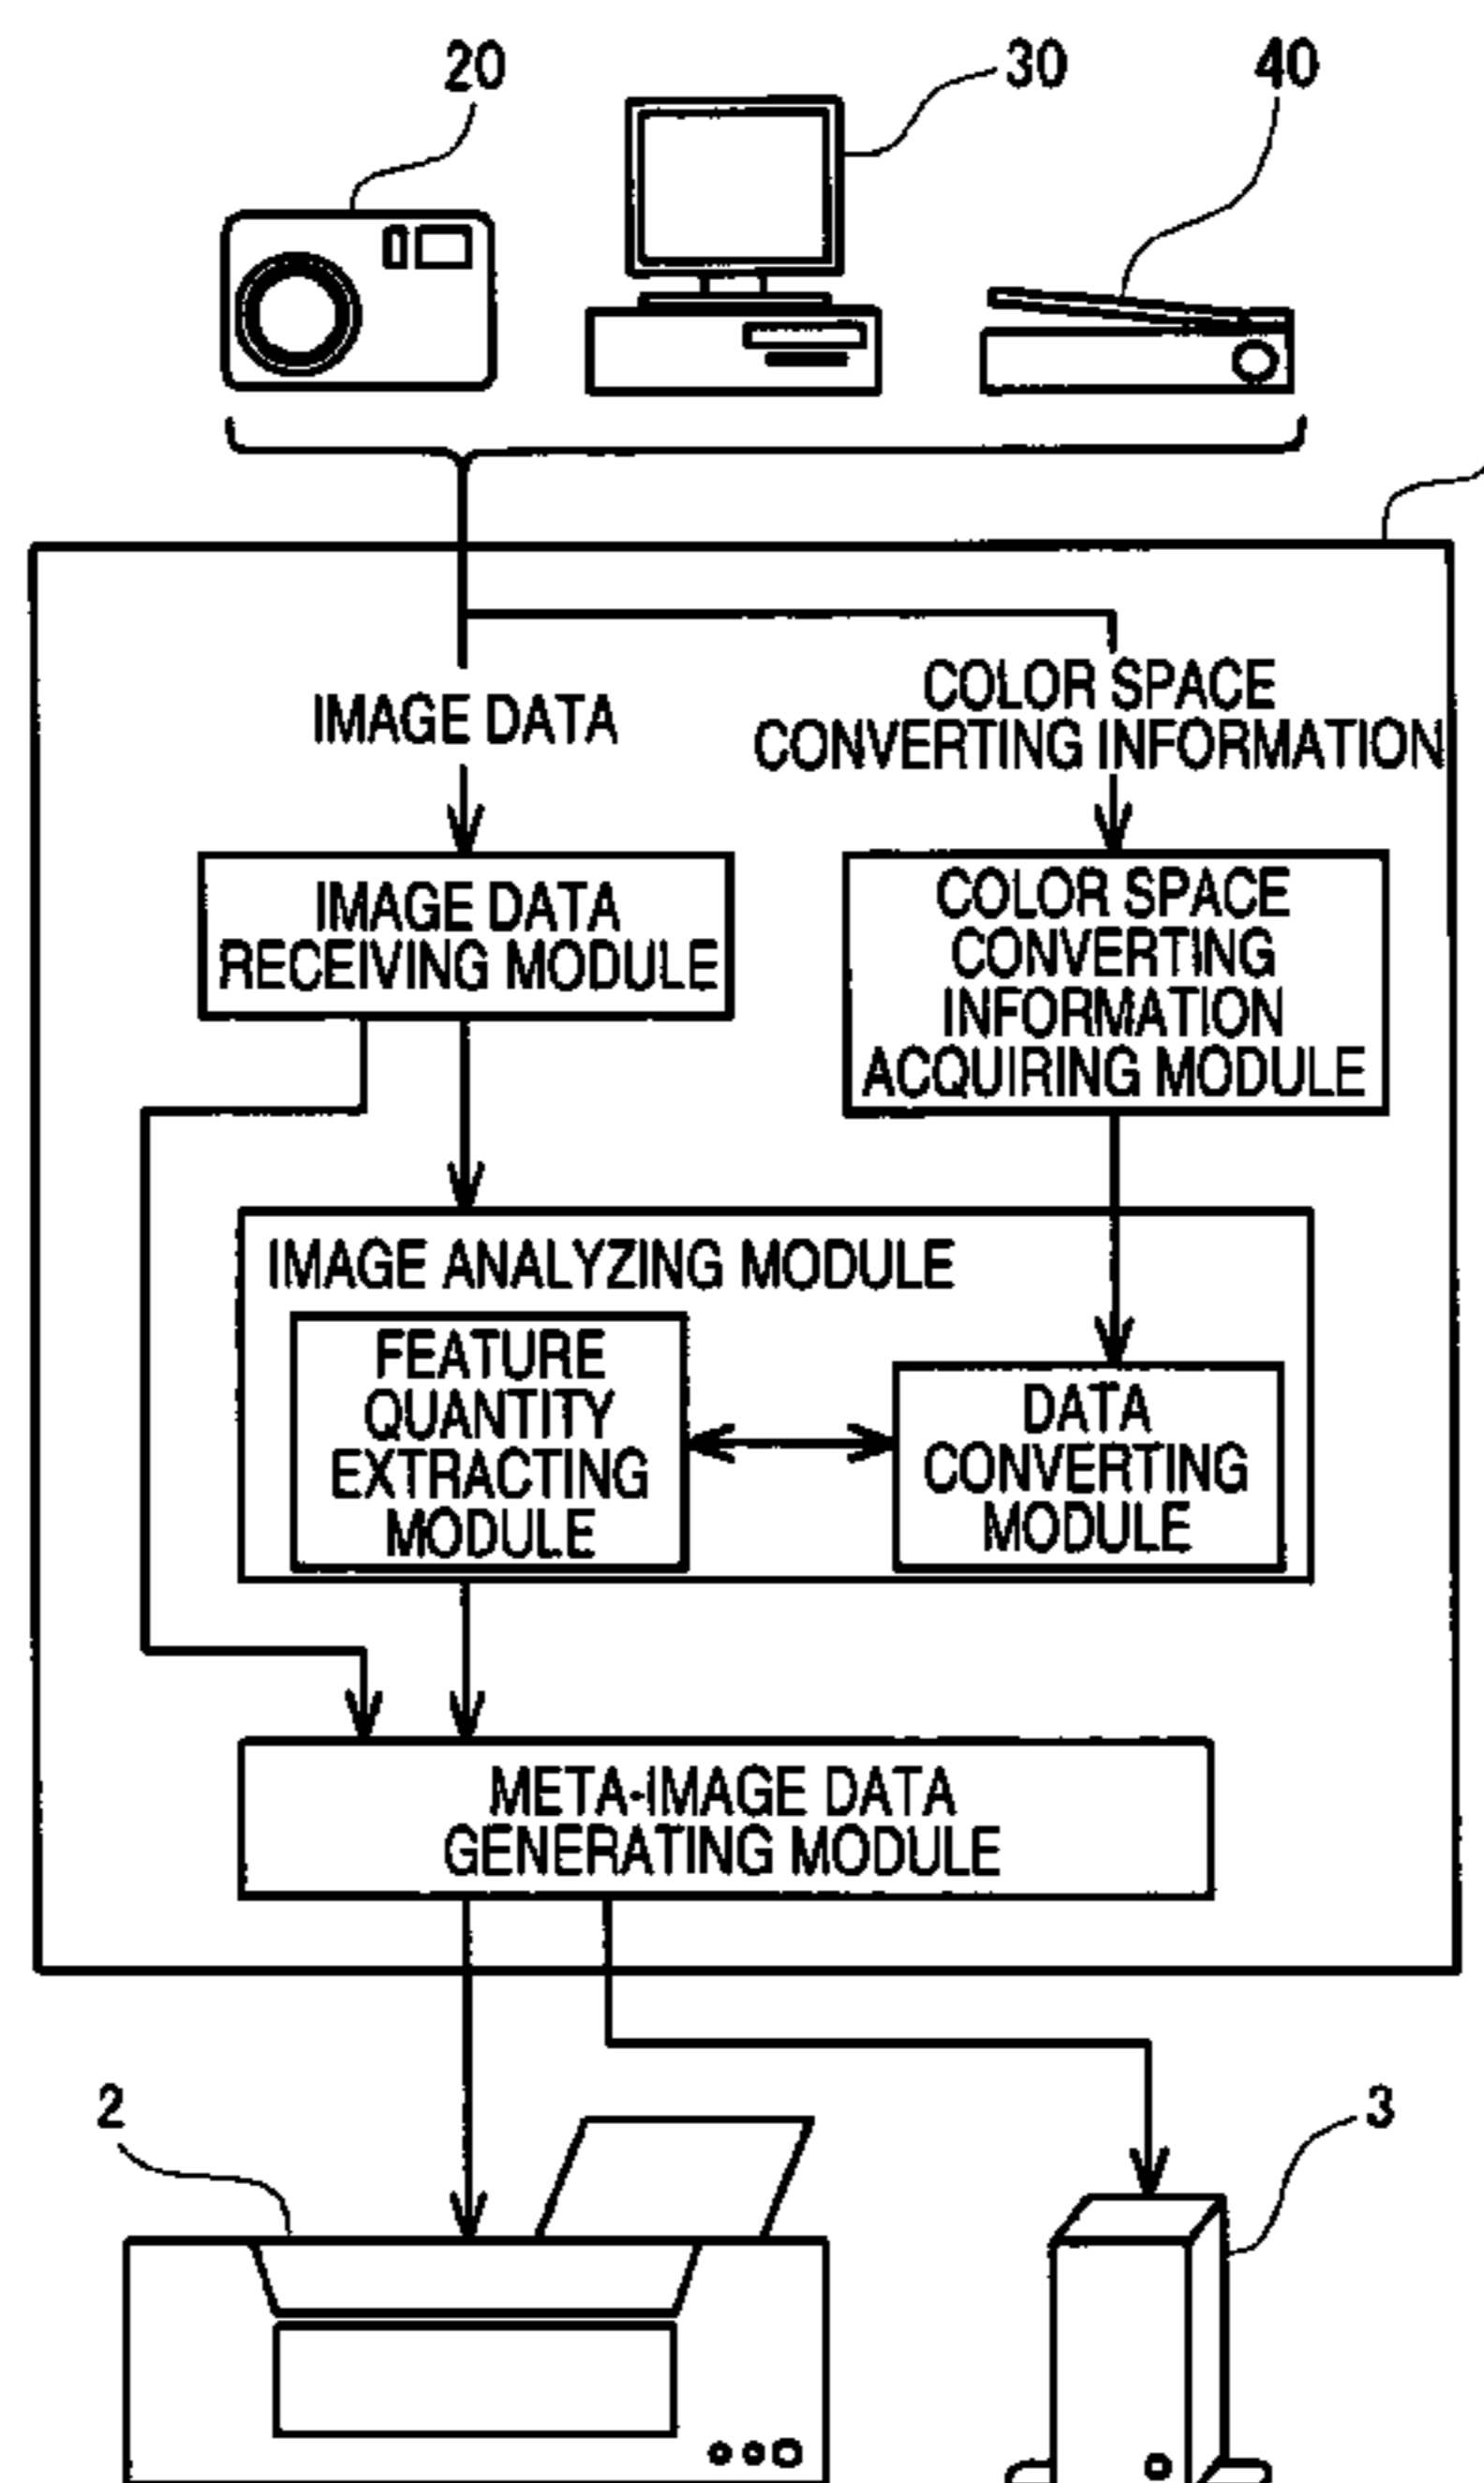 20
30
40
IMAGE DATA
COLOR SPACE
CONVERTING INFORMATION
IMAGE DATA
RECEIVING MODULE
COLOR SPACE
CONVERTING
INFORMATION
ACQUIRING MODULE
IMAGE ANALYZING MODULE
FEATURE
QUANTITY
EXTRACTING
MODULE
DATA
CONVERTING
MODULE
META-IMAGE DATA
GENERATING MODULE
2
3